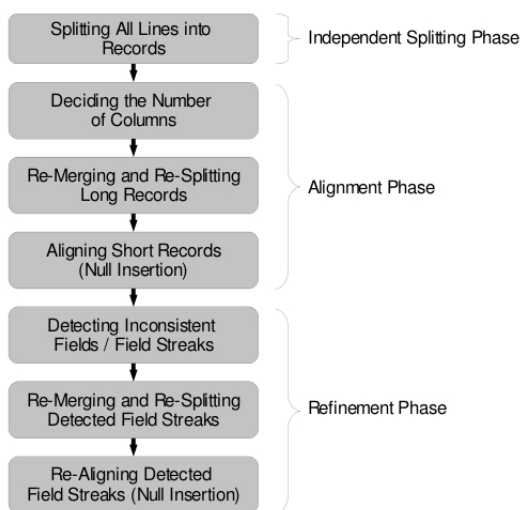 Splitting All Lines into
Records
Independent Splitting Phase
Deciding the Number
of Columns
Re-Merging and Re-Splitting
Long Records
Alignment Phase
Aligning Short Records
(Null Insertion)
Detecting Inconsistent
Fields / Field Streaks
Re-Merging and Re-Splitting
Detected Field Streaks
Refinement Phase
Re-Aligning Detected
Field Streaks (Null Insertion)